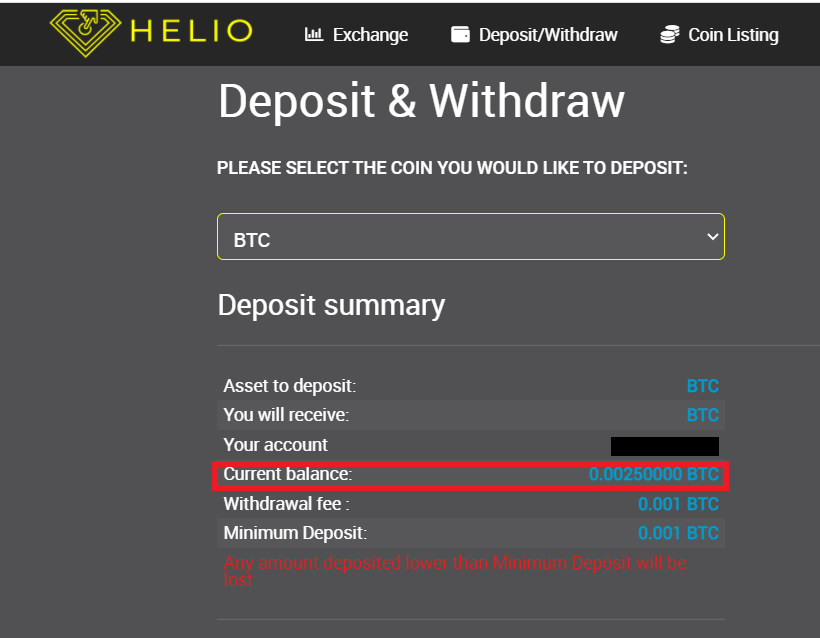 HELIO Exchange Deposit/Withdraw Coin Listing
Deposit & Withdraw
PLEASE SELECT THE COIN YOU WOULD LIKE TO DEPOSIT:
BTC
Deposit summary
Asset to deposit: BTC
You will receive: BTC
Your account
Current balance: 0.00250000 BTC
Withdrawal fee : 0.001 BTC
Minimum Deposit: 0.001 BTC
Any amount deposited lower than Minimum Deposit will be
lost